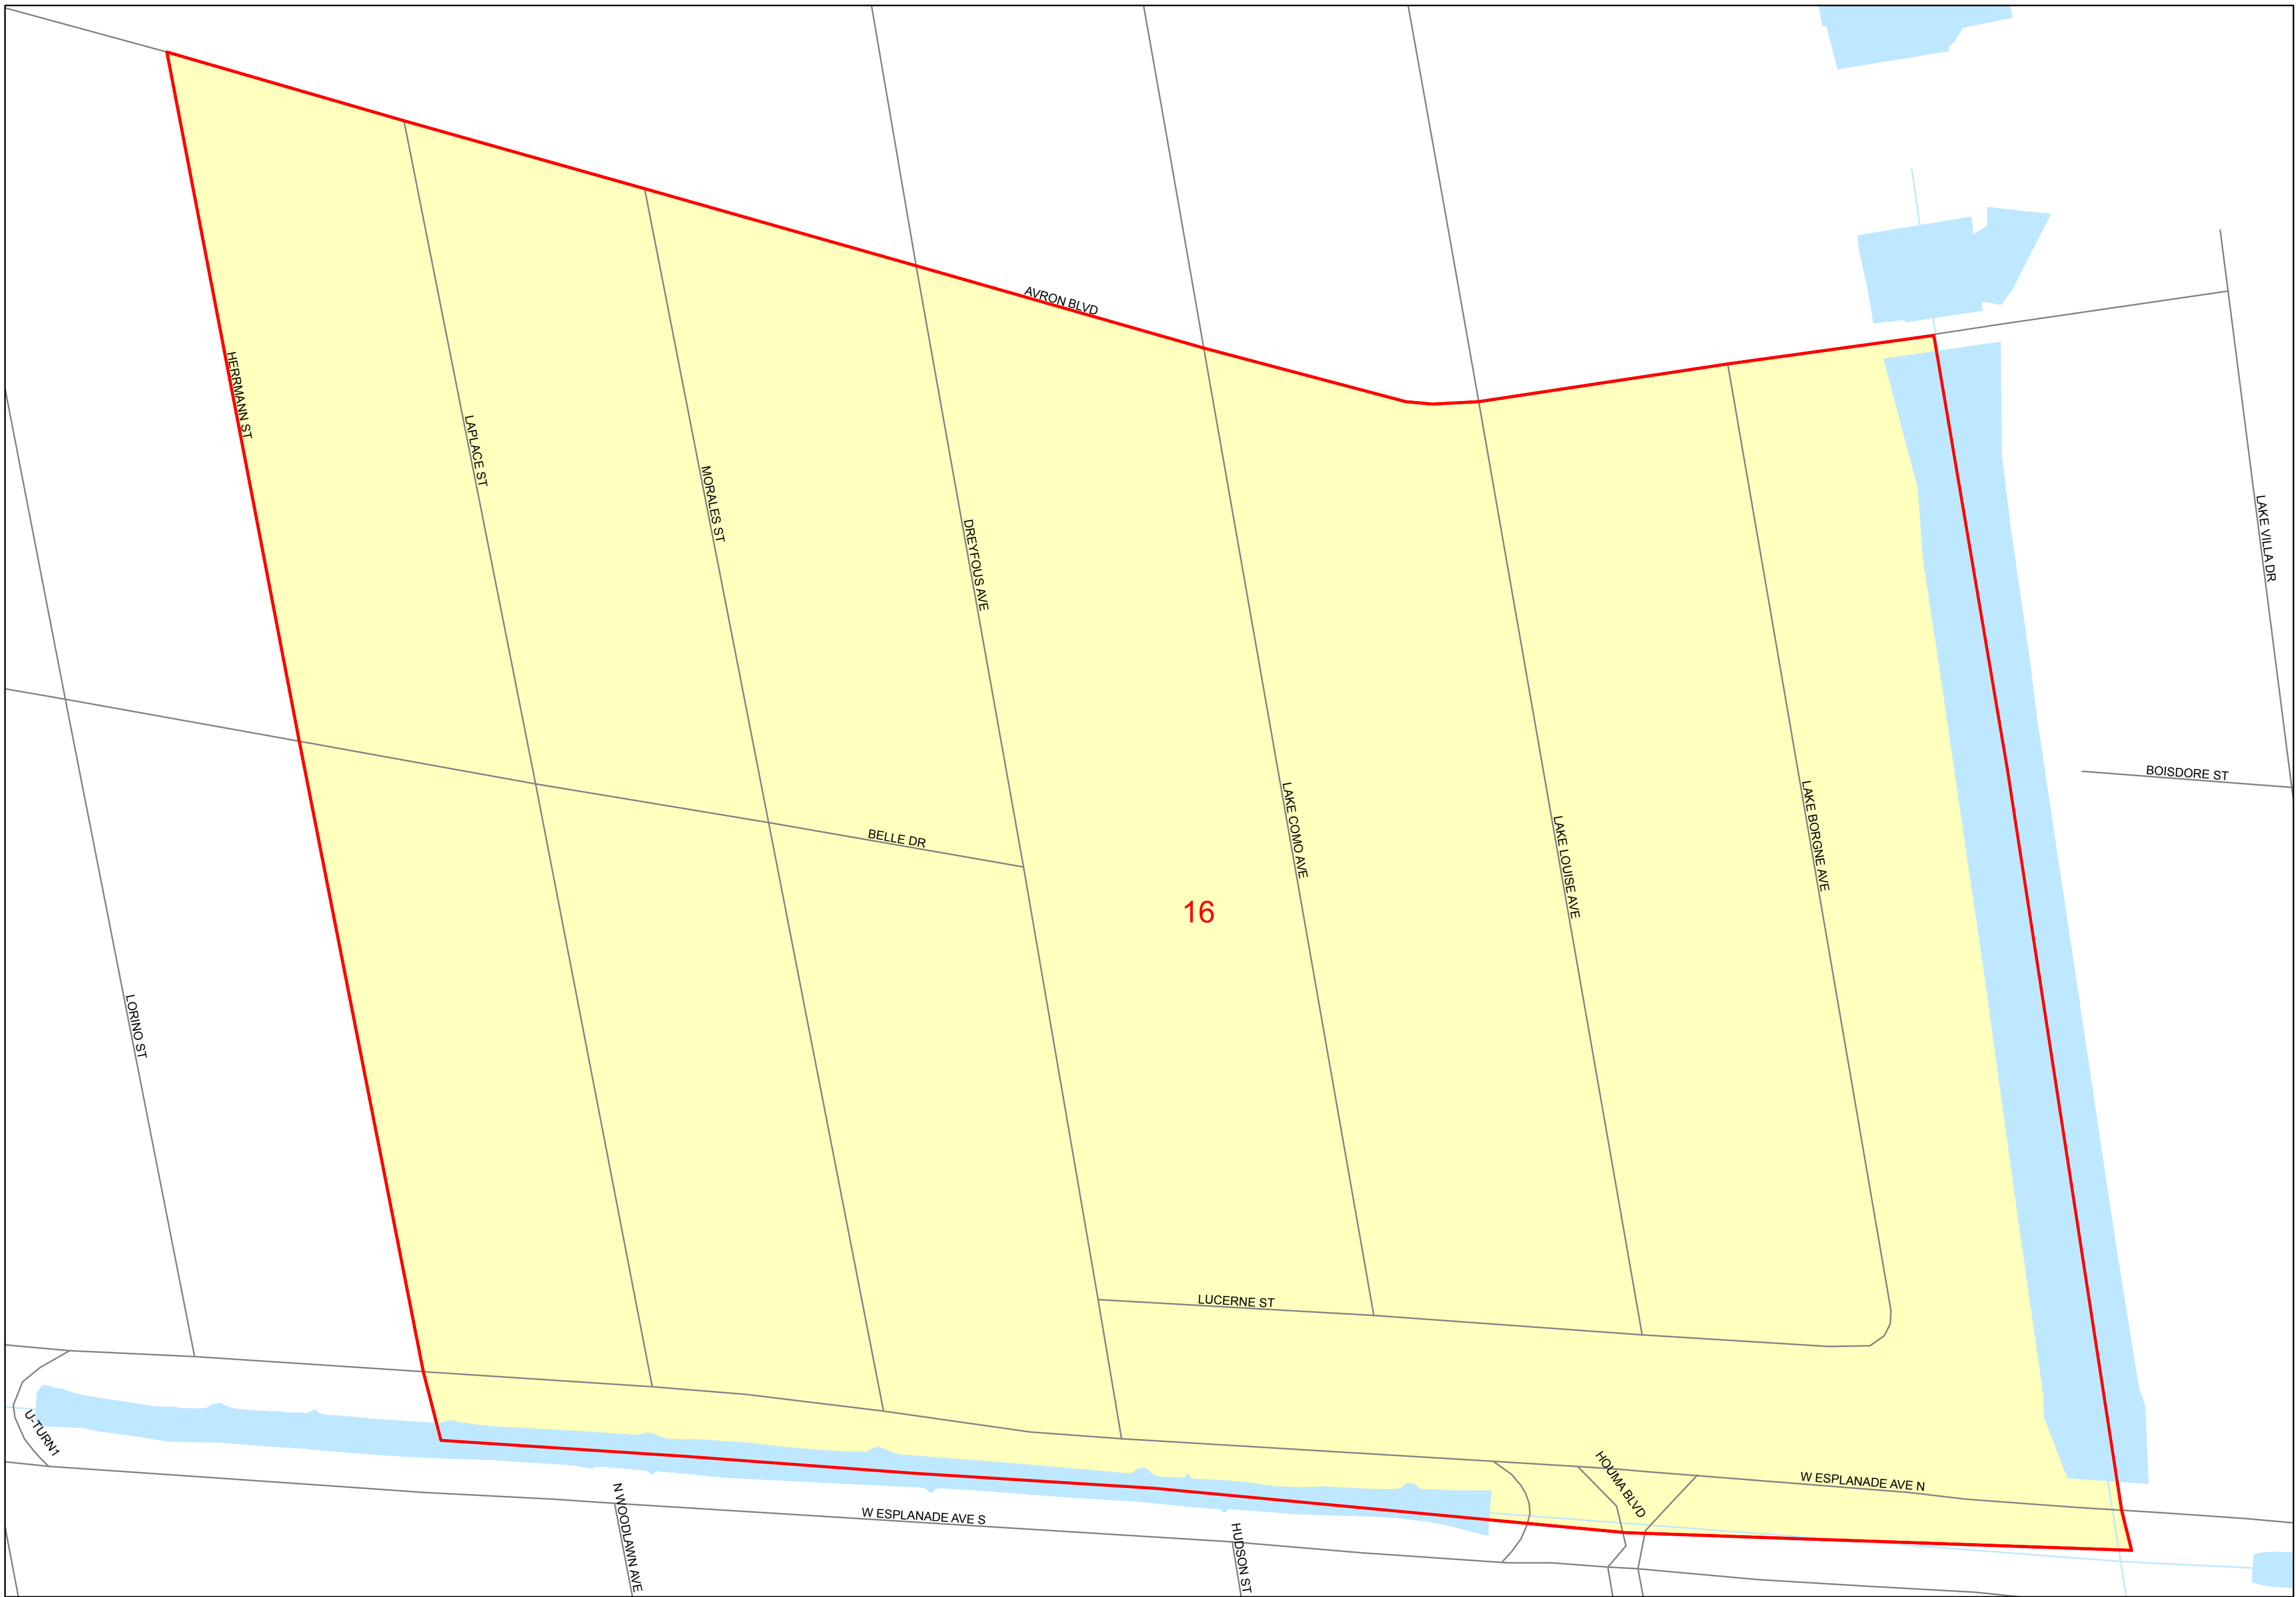 AVRON BLVD
HERRMANN ST
LAPLACE ST
MORALES ST
DREYFOUS AVE
LAKE VILLA DR
BOISDORE ST
LAKE COMO AVE
LAKE LOUISE AVE
LAKE BORGNE AVE
BELLE DR
16
LORINO ST
LUCERNE ST
U-TURN1
HOUMA BLVD
W ESPLANADE AVE N
N WOODLAWN AVE
W ESPLANADE AVE S
HUDSON ST